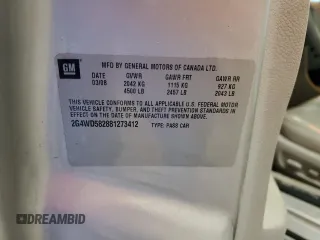 GM
MFD BY GENERAL MOTORS OF CANADA LTD.
DATE GVWR GAWR FRT GAWR RR
03/08 2042 KG 1115 KG 927 KG
4500 LB 2457 LB 2043 LB
THIS VEHICLE CONFORMS TO ALL APPLICABLE U.S. FEDERAL MOTOR
VEHICLE SAFETY, BUMPER, AND THEFT PREVENTION STANDARDS
IN EFFECT ON THE DATE OF MANUFACTURE SHOWN ABOVE.
2G4WD582881273412 TYPE: PASS CAR
DREAMBID